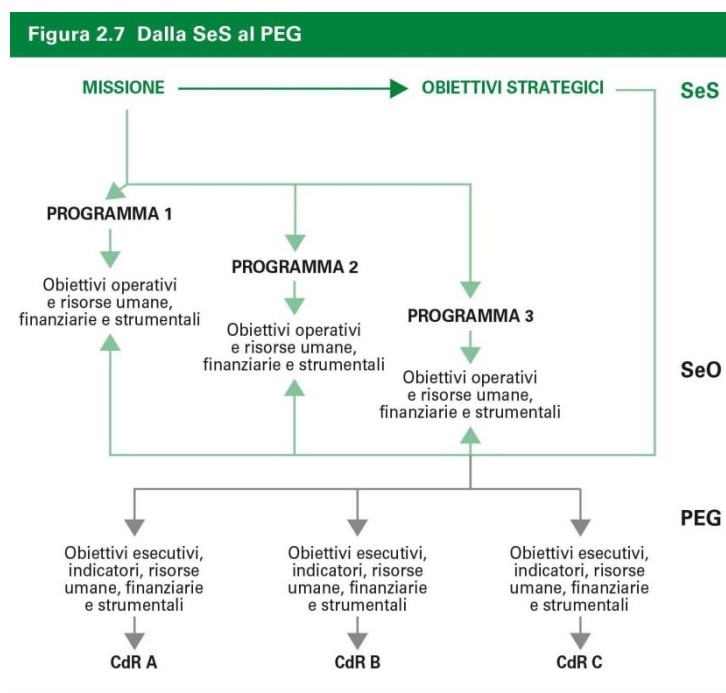 Figura 2.7 Dalla SeS al PEG
MISSIONE
OBIETTIVI STRATEGICI
SeS
PROGRAMMA 1
Obiettivi operativi
e risorse umane,
finanziarie e strumentali
PROGRAMMA 2
Obiettivi operativi
e risorse umane,
finanziarie e strumentali
PROGRAMMA 3
Obiettivi operativi
e risorse umane,
finanziarie e strumentali
SeO
PEG
Obiettivi esecutivi,
indicatori, risorse
umane, finanziarie
e strumentali
CdR A
Obiettivi esecutivi,
indicatori, risorse
umane, finanziarie
e strumentali
CdR B
Obiettivi esecutivi,
indicatori, risorse
umane, finanziarie
e strumentali
CdR C